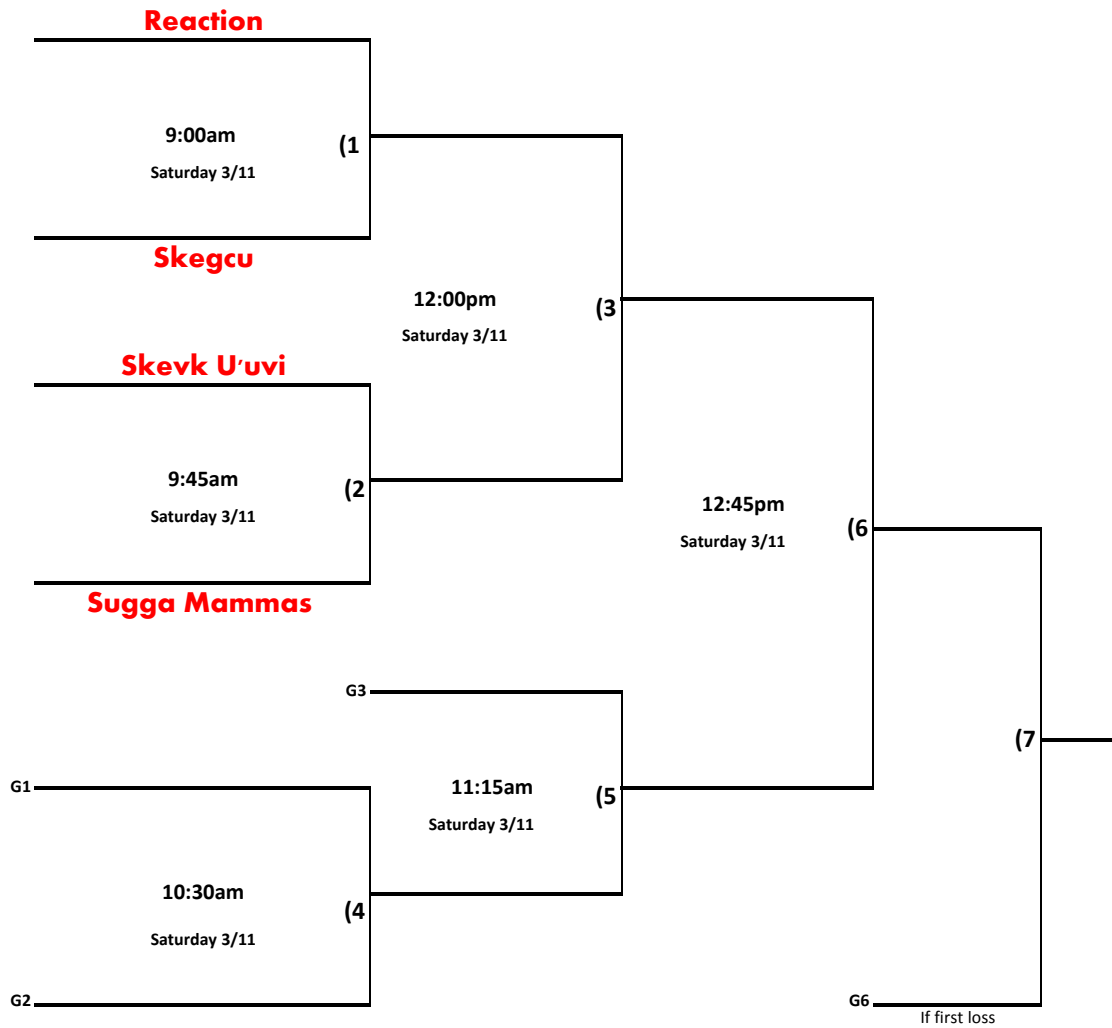 Reaction
9:00am
(1
Saturday 3/11
Skegcu
12:00pm
(3
Saturday 3/11
Skevk U'uvi
9:45am
(2
Saturday 3/11
12:45pm
(6
Saturday 3/11
Sugga Mammas
G3
(7
G1
11:15am
(5
Saturday 3/11
10:30am
(4
Saturday 3/11
G2
G6
If first loss